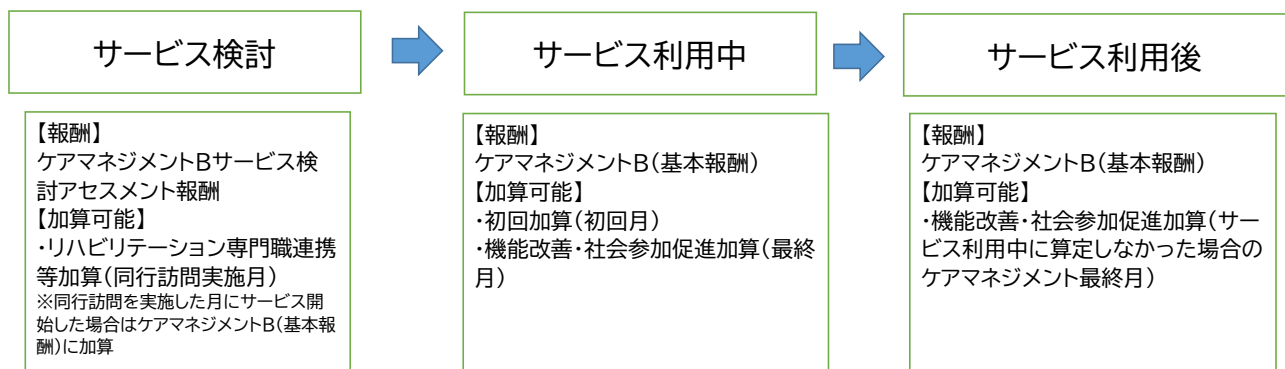 サービス検討
サービス利用中
サービス利用後
【報酬】
ケアマネジメントBサービス検
討アセスメント報酬
【加算可能】
・リハビリテーション専門職連携
等加算(同行訪問実施月)
※同行訪問を実施した月にサービス開
始した場合はケアマネジメントB(基本報
酬)に加算
【報酬】
ケアマネジメントB(基本報酬)
【加算可能】
・初回加算(初回月)
・機能改善・社会参加促進加算(最終
月)
【報酬】
ケアマネジメントB(基本報酬)
【加算可能】
・機能改善・社会参加促進加算(サー
ビス利用中に算定しなかった場合の
ケアマネジメント最終月)